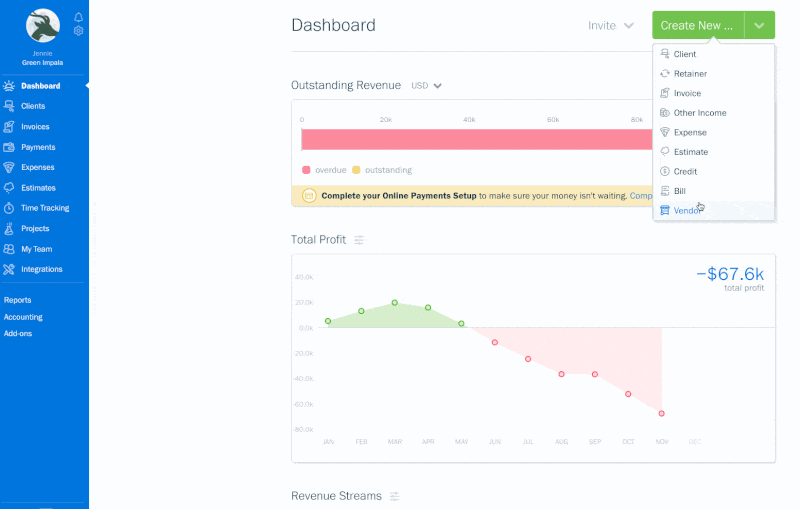 Jennie
Green Impala
Dashboard
Clients
Invoices
Payments
Expenses
Estimates
Time Tracking
Projects
My Team
Integrations
Reports
Accounting
Add-ons
Dashboard
Invite
Create New ...
Client
Retainer
Invoice
Other Income
Expense
Estimate
Credit
Bill
Vendor
Outstanding Revenue USD
0 20k 40k 60k 80k
overdue outstanding
Complete your Online Payments Setup to make sure your money isn't waiting. Comp
Total Profit
−$67.6k
total profit
40.0k
20.0k
0.0k
-20.0k
-40.0k
-60.0k
-80.0k
JAN FEB MAR APR MAY JUN JUL AUG SEP OCT NOV DEC
Revenue Streams